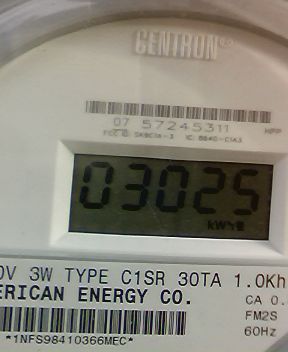 CENTRON®
07 57245311
HPP
03025
kWh
0V 3W TYPE C1SR 30TA 1.0Kh
ERICAN ENERGY CO.
CA 0.
FM2S
60Hz
*1NFS98410366MEC*